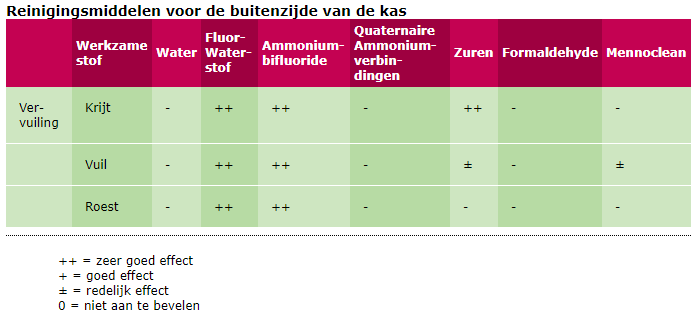 Reinigingsmiddelen voor de buitenzijde van de kas
Werkzame stof Water Fluor-Water-stof Ammonium-bifluoride Quaternaire Ammonium-verbin-dingen Zuren Formaldehyde Mennoclean
Ver-vuiling Krijt - ++ ++ - ++ - -
Vuil - ++ ++ - ± - ±
Roest - ++ ++ - - - -
++ = zeer goed effect
+ = goed effect
± = redelijk effect
0 = niet aan te bevelen